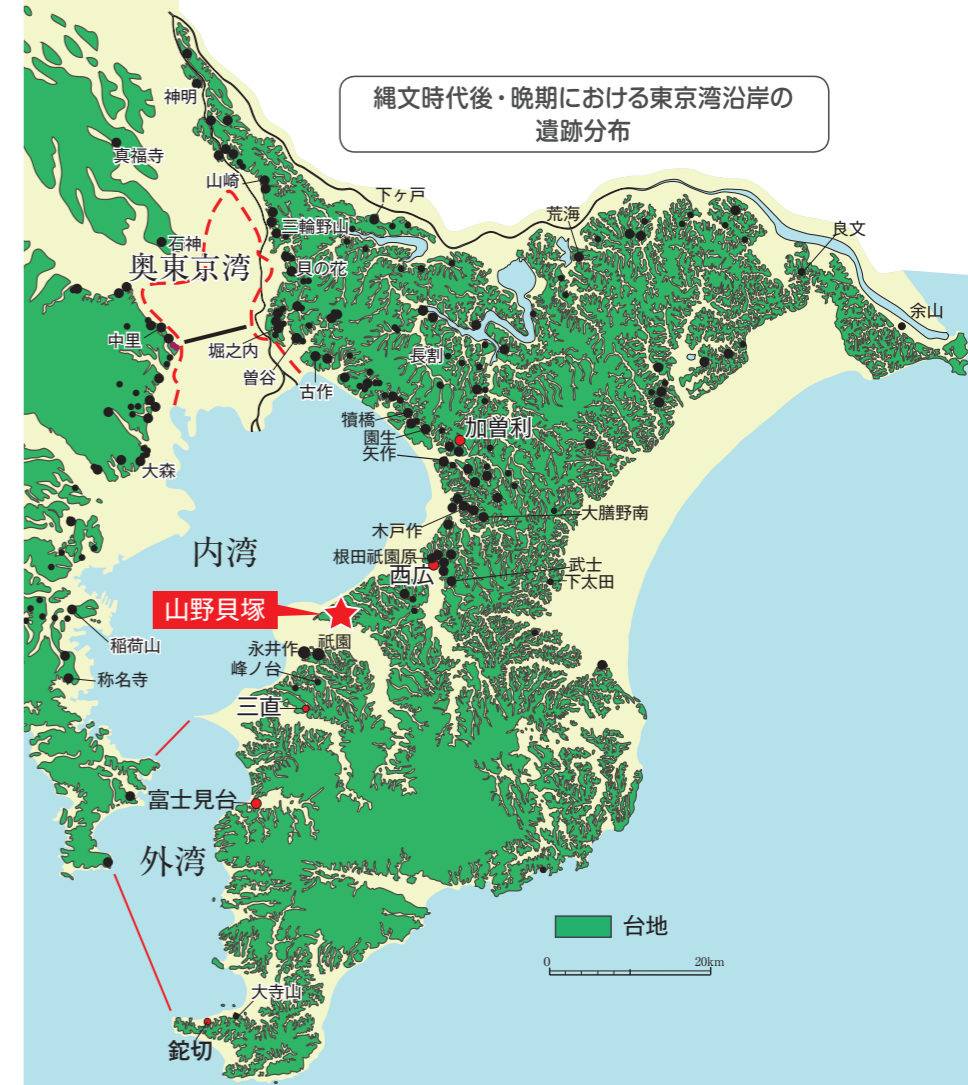 縄文時代後・晩期における東京湾沿岸の
遺跡分布
神明
真福寺
山崎
下ヶ戸
荒海
良文
三輪野山
石神
奥東京湾
貝の花
余山
中里
堀之内
長割
曽谷
古作
犢橋
加曽利
園生
矢作
大森
大膳野南
木戸作
内湾
根田祇園原
西広
武士
下太田
山野貝塚
稲荷山
祇園
永井作
峰ノ台
称名寺
三直
富士見台
外湾
台地
0
20km
大寺山
鉈切